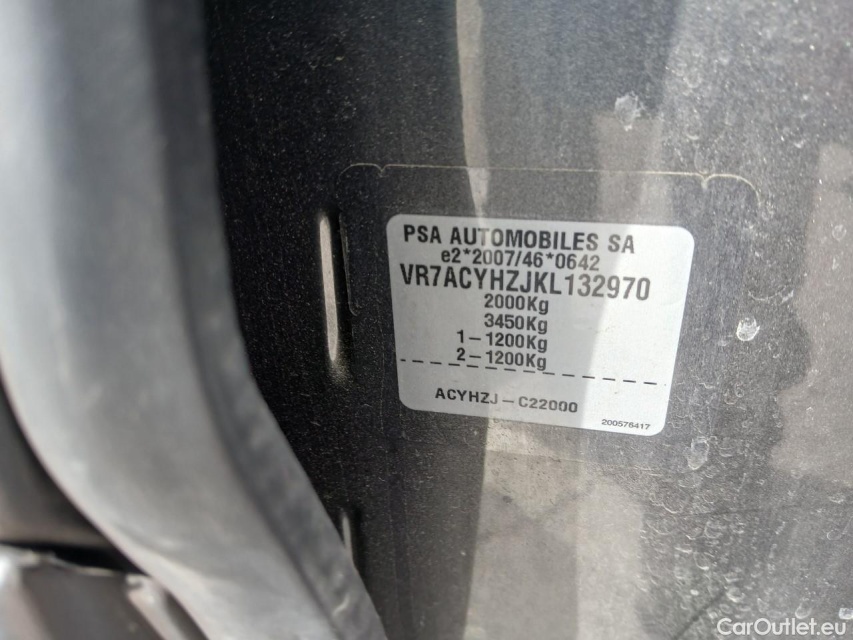 PSA AUTOMOBILES SA
e2*2007/46*0642
VR7ACYHZJKL132970
2000Kg
3450Kg
1-1200Kg
2-1200Kg
ACYHZJ-C22000
200576417
CarOutlet.eu